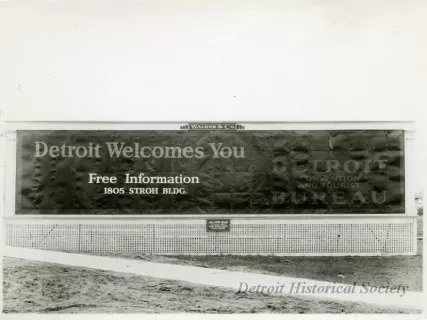 WALKER & CO.
Detroit Welcomes You
Free Information
1805 STROH BLDG.
DETROIT
CONVENTION
AND TOURIST
BUREAU
Detroit Historical Society